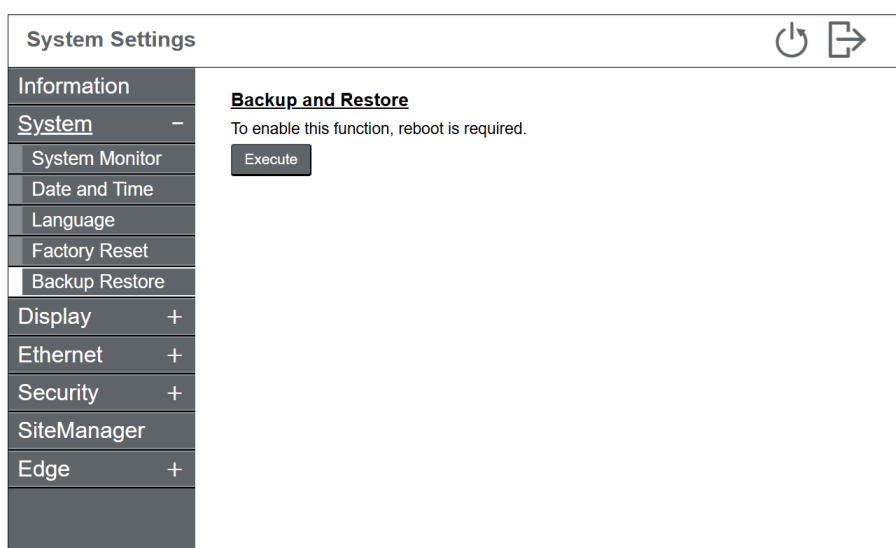 System Settings
Information
System −
System Monitor
Date and Time
Language
Factory Reset
Backup Restore
Display +
Ethernet +
Security +
SiteManager
Edge +
Backup and Restore
To enable this function, reboot is required.
Execute